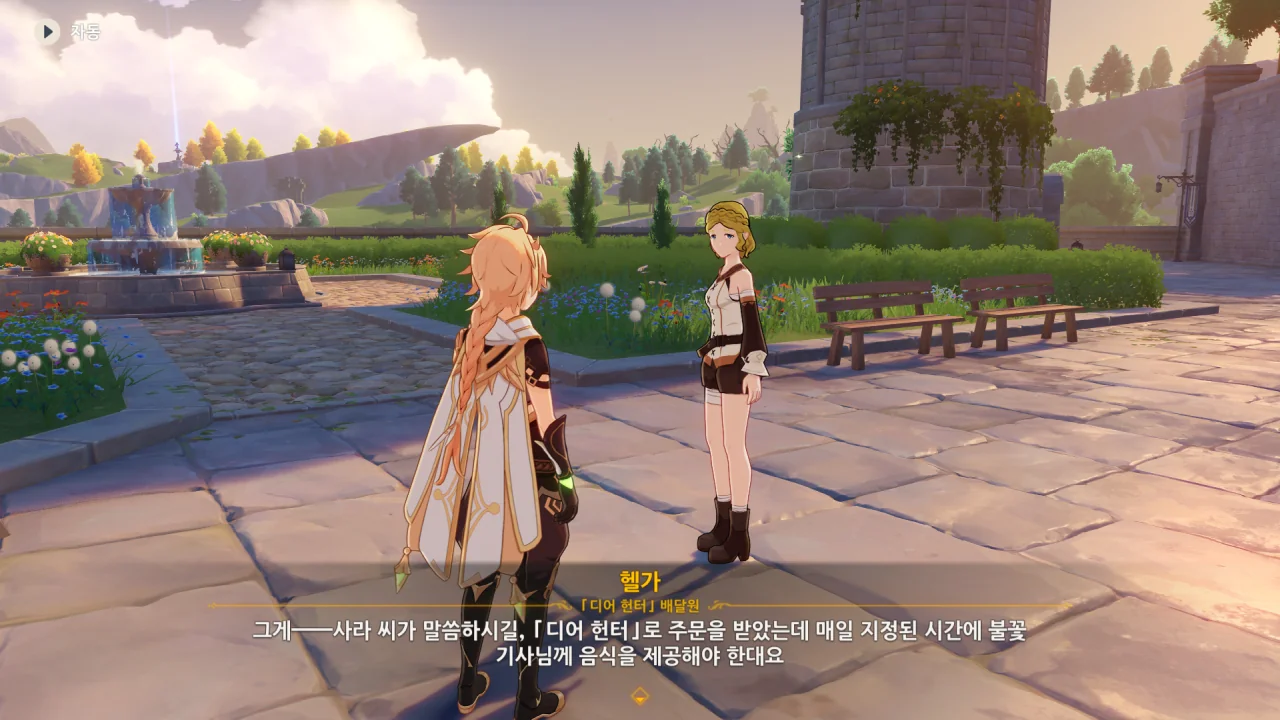 자동
헬가
「디어 헌터」 배달원
그게——사라 씨가 말씀하시길, 「디어 헌터」로 주문을 받았는데 매일 지정된 시간에 불꽃
기사님께 음식을 제공해야 한대요